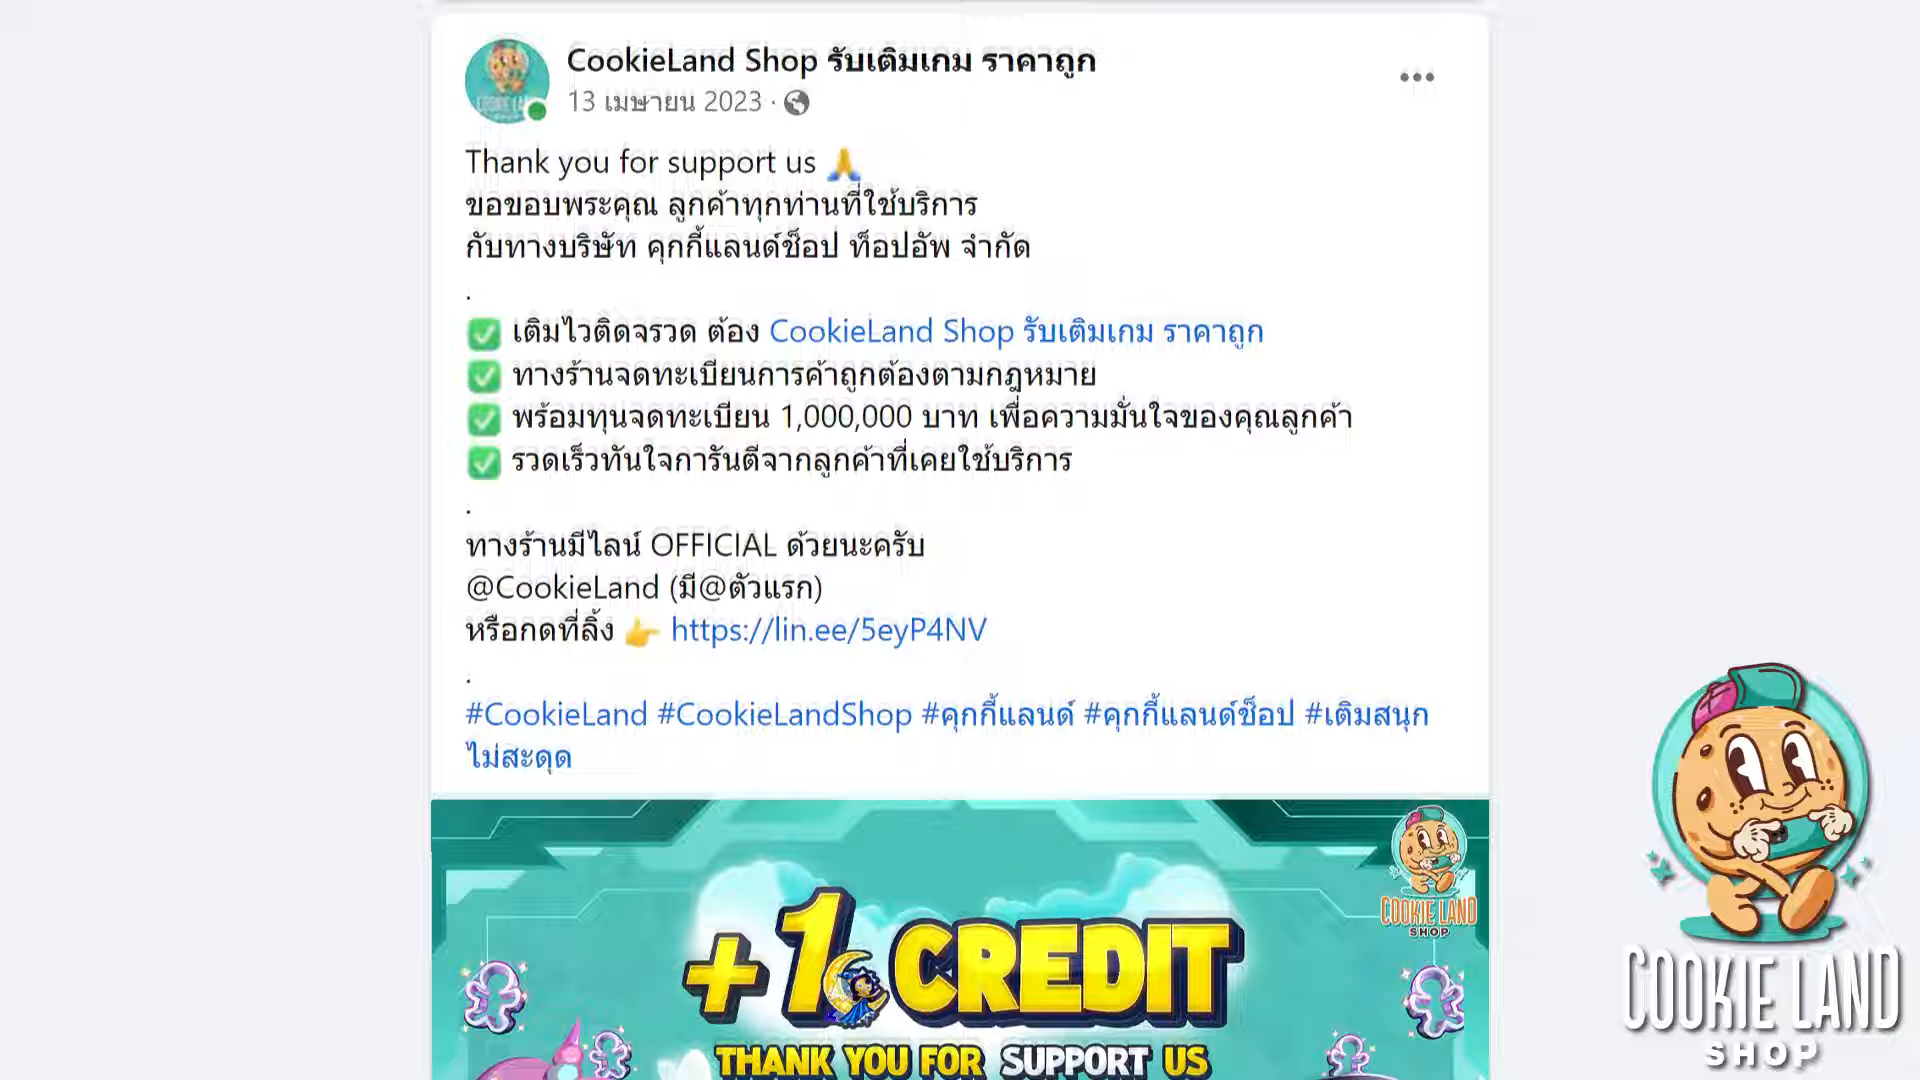 CookieLand Shop รับเติมเกม ราคาถูก
13 เมษายน 2023 ·
Thank you for support us 🙏
ขอขอบพระคุณ ลูกค้าทุกท่านที่ใช้บริการ
กับทางบริษัท คุกกี้แลนด์ช็อป ท็อปอัพ จำกัด
.
✅ เติมไวติดจรวด ต้อง CookieLand Shop รับเติมเกม ราคาถูก
✅ ทางร้านจดทะเบียนการค้าถูกต้องตามกฎหมาย
✅ พร้อมทุนจดทะเบียน 1,000,000 บาท เพื่อความมั่นใจของคุณลูกค้า
✅ รวดเร็วทันใจการันตีจากลูกค้าที่เคยใช้บริการ
.
ทางร้านมีไลน์ OFFICIAL ด้วยนะครับ
@CookieLand (มี@ตัวแรก)
หรือกดที่ลิ้ง 👉 https://lin.ee/5eyP4NV
.
#CookieLand #CookieLandShop #คุกกี้แลนด์ #คุกกี้แลนด์ช็อป #เติมสนุก
ไม่สะดุด
COOKIE LAND
SHOP
+1 CREDIT
THANK YOU FOR SUPPORT US
COOKIE LAND
SHOP